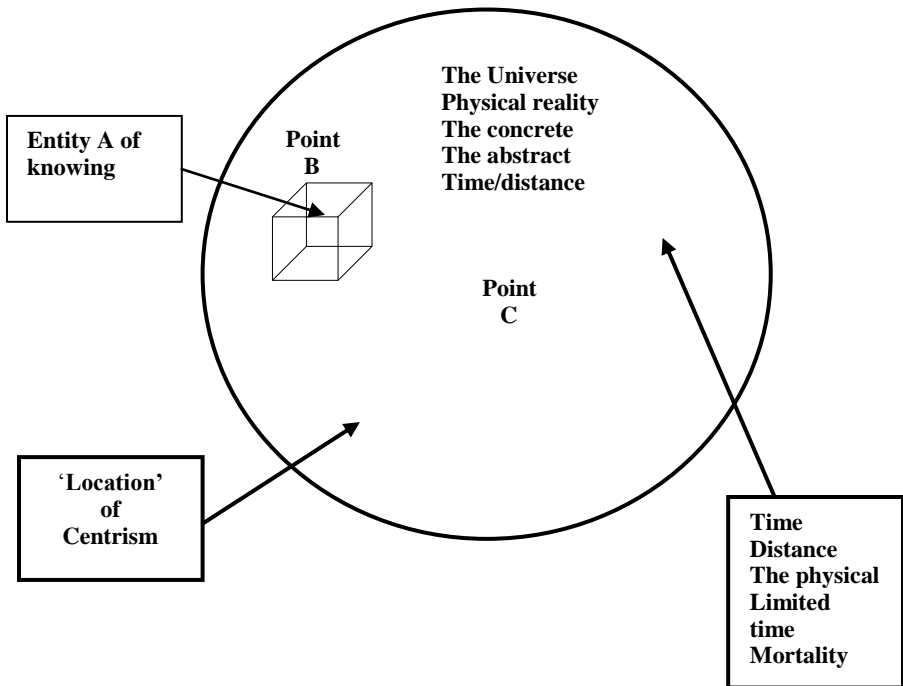 The Universe
Physical reality
The concrete
The abstract
Time/distance
Entity A of
knowing
Point
B
Point
C
‘Location’
of
Centrism
Time
Distance
The physical
Limited
time
Mortality